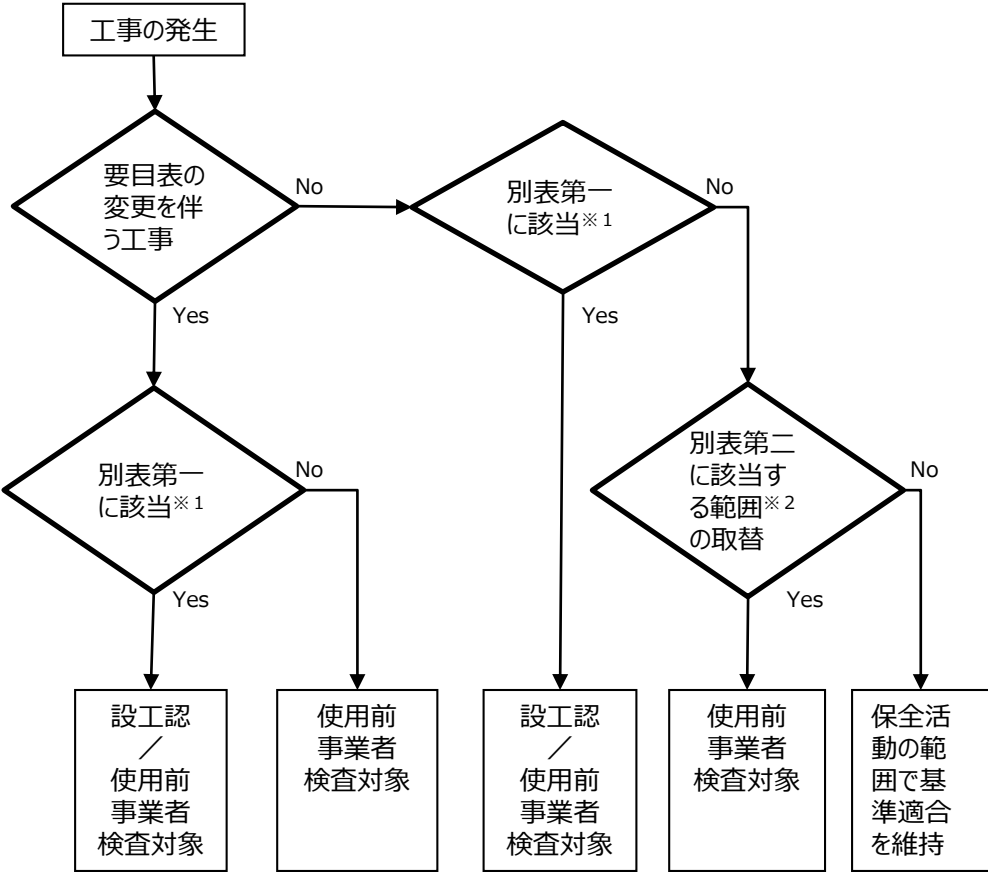 工事の発生
要目表の
変更を伴
う工事
No
Yes
別表第一
に該当※1
No
Yes
別表第一
に該当※1
No
Yes
別表第二
に該当す
る範囲※2
の取替
No
Yes
設工認
／
使用前
事業者
検査対象
使用前
事業者
検査対象
設工認
／
使用前
事業者
検査対象
使用前
事業者
検査対象
保全活
動の範
囲で基
準適合
を維持